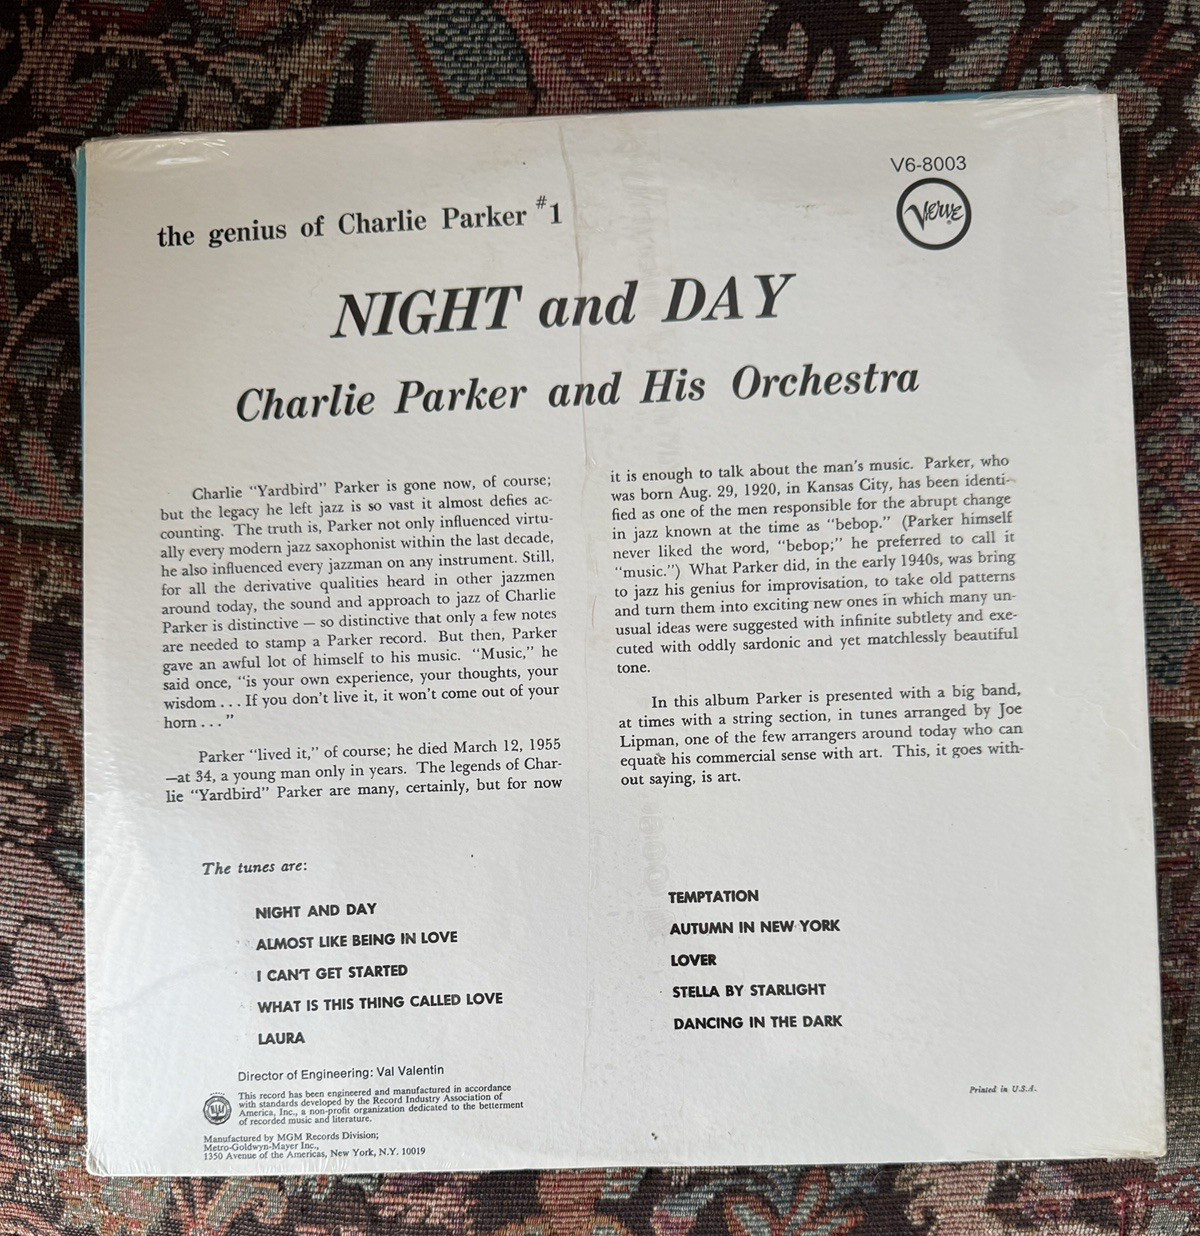 V6-8003
Verve
the genius of Charlie Parker #1
NIGHT and DAY
Charlie Parker and His Orchestra
Charlie "Yardbird" Parker is gone now, of course;
but the legacy he left jazz is so vast it almost defies ac-
counting. The truth is, Parker not only influenced virtu-
ally every modern jazz saxophonist within the last decade,
he also influenced every jazzman on any instrument. Still,
for all the derivative qualities heard in other jazzmen
around today, the sound and approach to jazz of Charlie
Parker is distinctive — so distinctive that only a few notes
are needed to stamp a Parker record. But then, Parker
gave an awful lot of himself to his music. "Music," he
said once, "is your own experience, your thoughts, your
wisdom . . . If you don't live it, it won't come out of your
horn . . ."
Parker "lived it," of course; he died March 12, 1955
—at 34, a young man only in years. The legends of Char-
lie "Yardbird" Parker are many, certainly, but for now
it is enough to talk about the man's music. Parker, who
was born Aug. 29, 1920, in Kansas City, has been identi-
fied as one of the men responsible for the abrupt change
in jazz known at the time as "bebop." (Parker himself
never liked the word, "bebop;" he preferred to call it
"music.") What Parker did, in the early 1940s, was bring
to jazz his genius for improvisation, to take old patterns
and turn them into exciting new ones in which many un-
usual ideas were suggested with infinite subtlety and exe-
cuted with oddly sardonic and yet matchlessly beautiful
tone.
In this album Parker is presented with a big band,
at times with a string section, in tunes arranged by Joe
Lipman, one of the few arrangers around today who can
equate his commercial sense with art. This, it goes with-
out saying, is art.
The tunes are:
NIGHT AND DAY
ALMOST LIKE BEING IN LOVE
I CAN'T GET STARTED
WHAT IS THIS THING CALLED LOVE
LAURA
TEMPTATION
AUTUMN IN NEW YORK
LOVER
STELLA BY STARLIGHT
DANCING IN THE DARK
Director of Engineering: Val Valentin
This record has been engineered and manufactured in accordance
with standards developed by the Record Industry Association of
America, Inc., a non-profit organization dedicated to the betterment
of recorded music and literature.
Manufactured by MGM Records Division;
Metro-Goldwyn-Mayer Inc.,
1350 Avenue of the Americas, New York, N.Y. 10019
Printed in U.S.A.